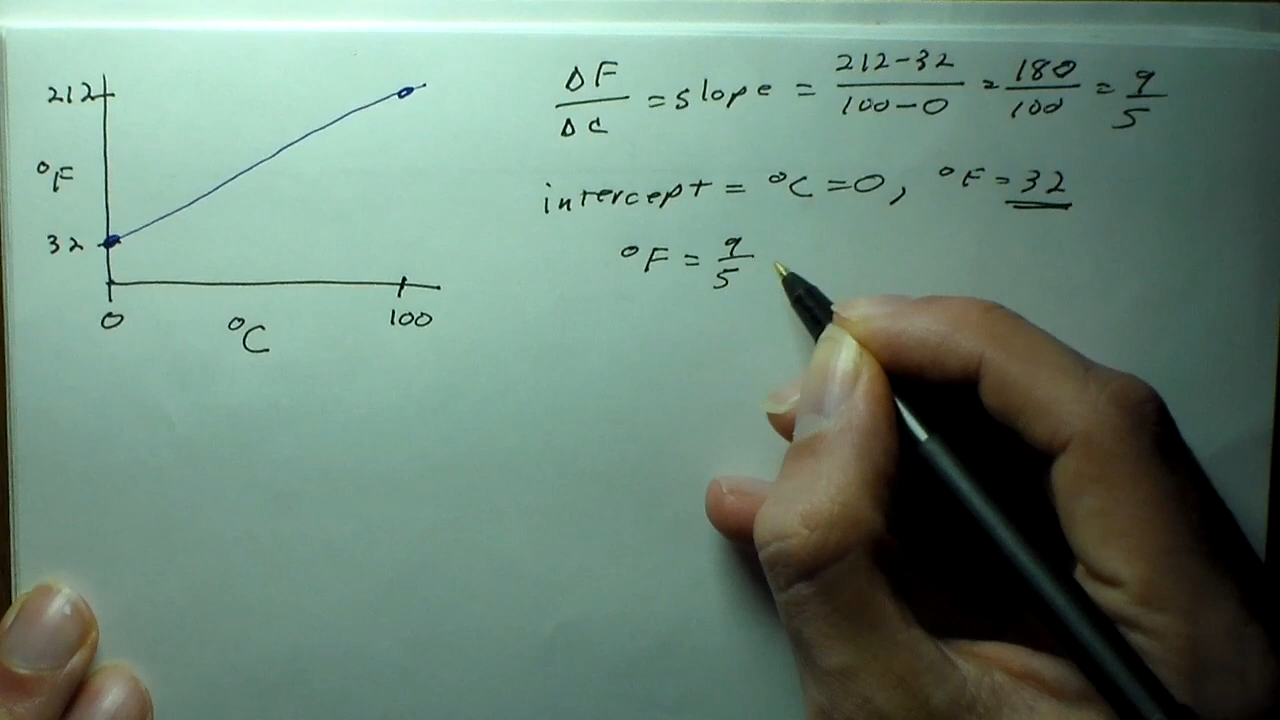 212
°F
32
0 100
°C
ΔF/ΔC = slope = (212-32)/(100-0) = 180/100 = 9/5
intercept = °C=0, °F=32
°F = 9/5